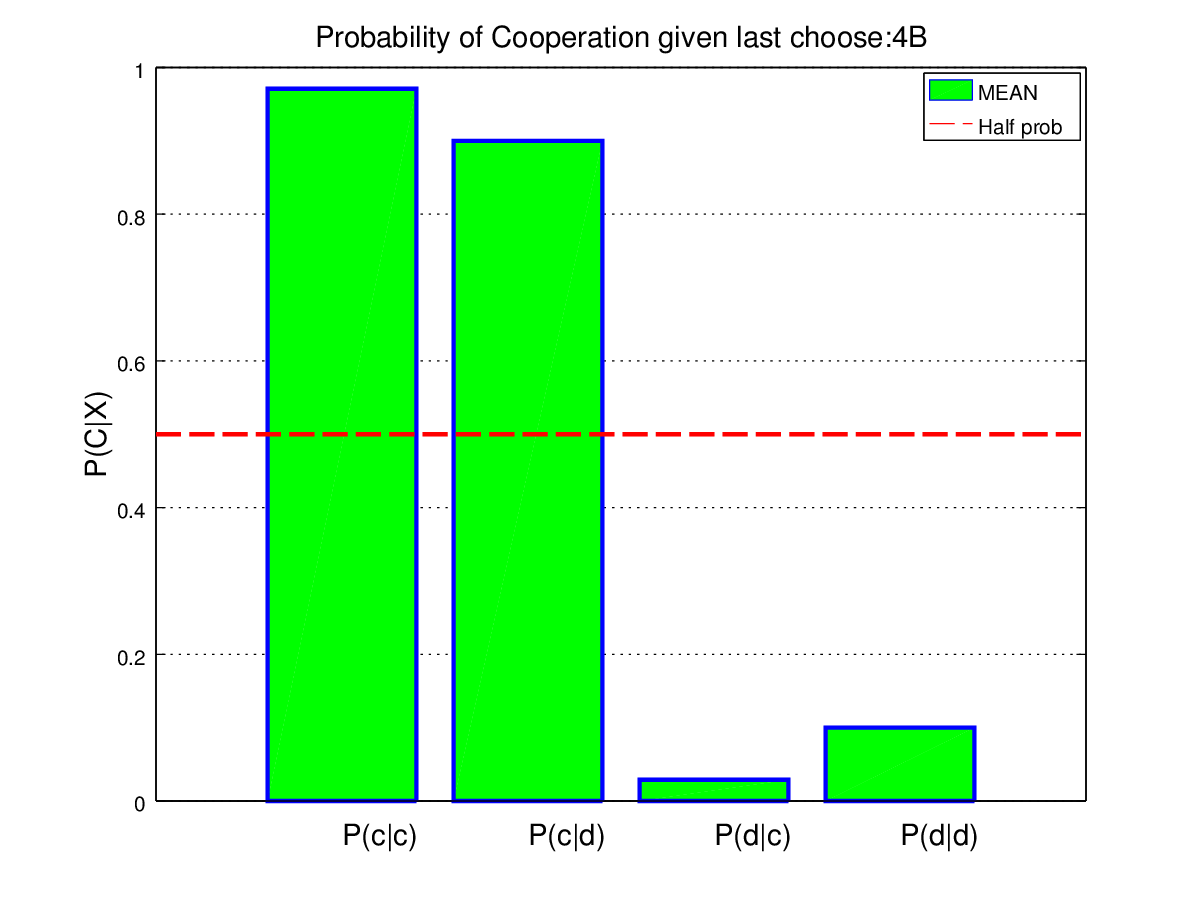 Probability of Cooperation given last choose:4B
1
0.8
0.6
0.4
0.2
0
P(C|X)
MEAN
Half prob
P(c|c) P(c|d) P(d|c) P(d|d)